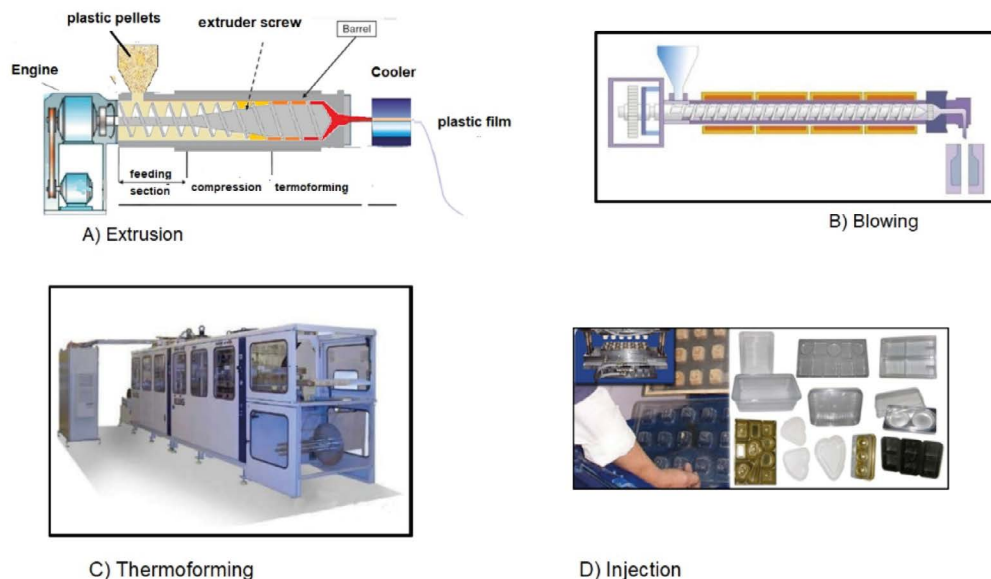 plastic pellets
extruder screw
Barrel
Engine
Cooler
plastic film
feeding
section
compression
termoforming
A) Extrusion
B) Blowing
C) Thermoforming
D) Injection